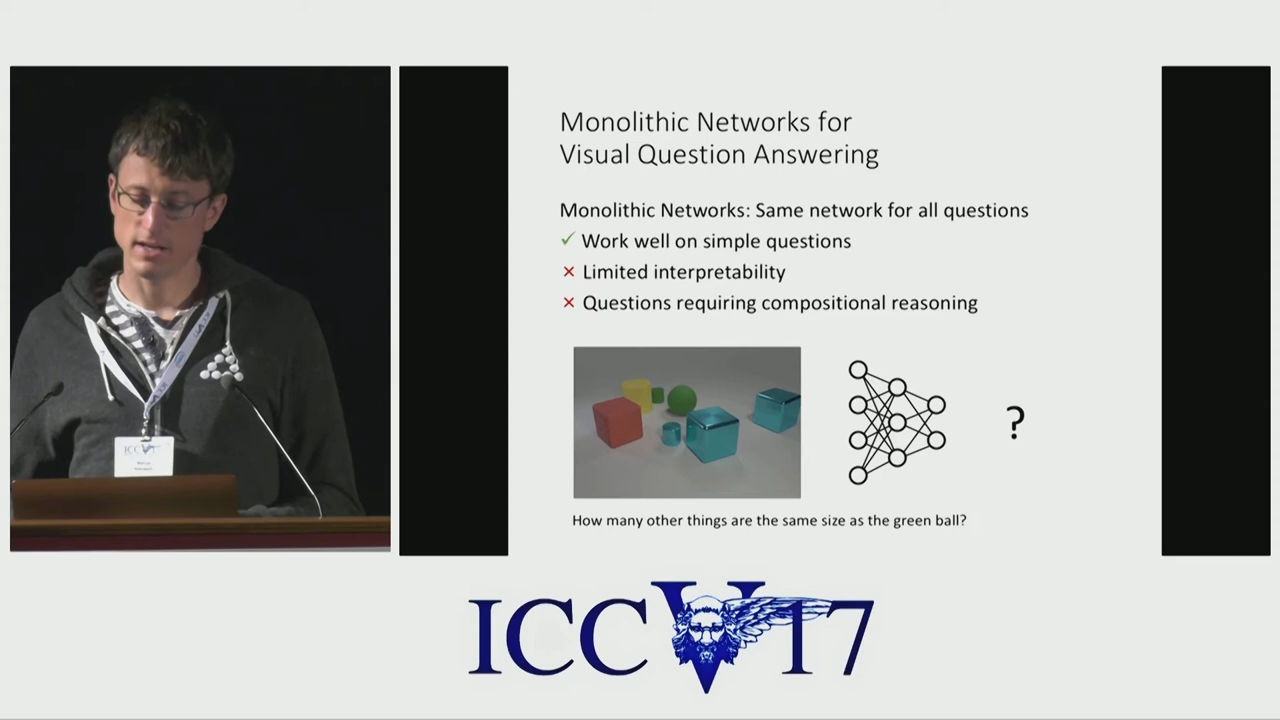 Monolithic Networks for
Visual Question Answering
Monolithic Networks: Same network for all questions
✓ Work well on simple questions
× Limited interpretability
× Questions requiring compositional reasoning
?
How many other things are the same size as the green ball?
ICCV
ICCV17